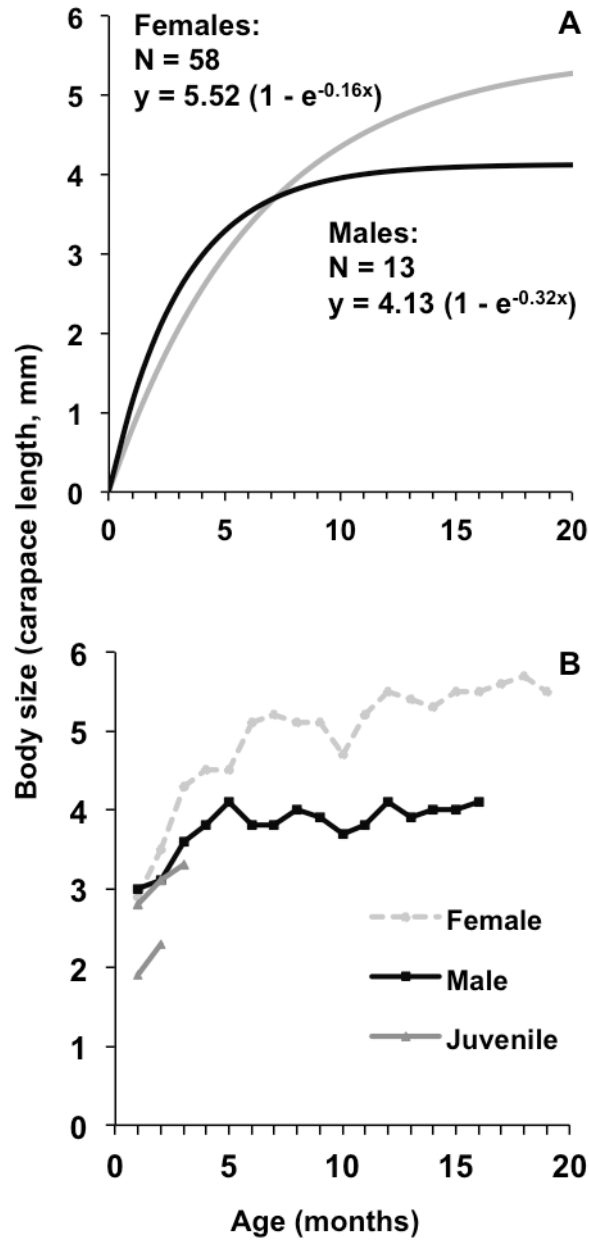 Females:
N = 58
y = 5.52 (1 - e^-0.16x)
A
Males:
N = 13
y = 4.13 (1 - e^-0.32x)
6
5
4
3
2
1
0
0 5 10 15 20
Body size (carapace length, mm)
B
6
5
4
3
2
1
0
Female
Male
Juvenile
0 5 10 15 20
Age (months)